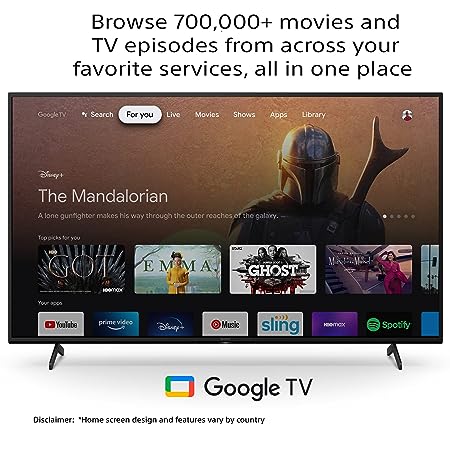 Browse 700,000+ movies and
TV episodes from across your
favorite services, all in one place
Google TV Search For you Live Movies Shows Apps Library
Disney+
The Mandalorian
A lone gunfighter makes his way through the outer reaches of the galaxy.
Top picks for you
GOT HBOMAX
EMMA.
STARZ
GHOST
Your apps
YouTube prime video Disney+ Music sling HBOMAX Spotify
Google TV
Disclaimer: *Home screen design and features vary by country